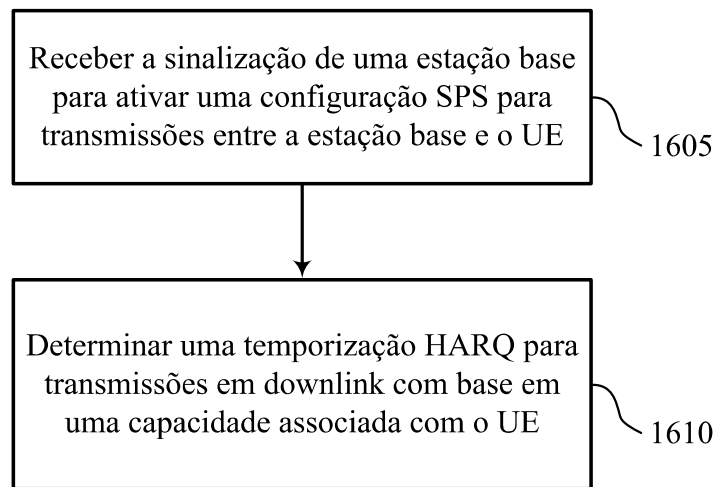 Receber a sinalização de uma estação base
para ativar uma configuração SPS para
transmissões entre a estação base e o UE
1605
Determinar uma temporização HARQ para
transmissões em downlink com base em
uma capacidade associada com o UE
1610